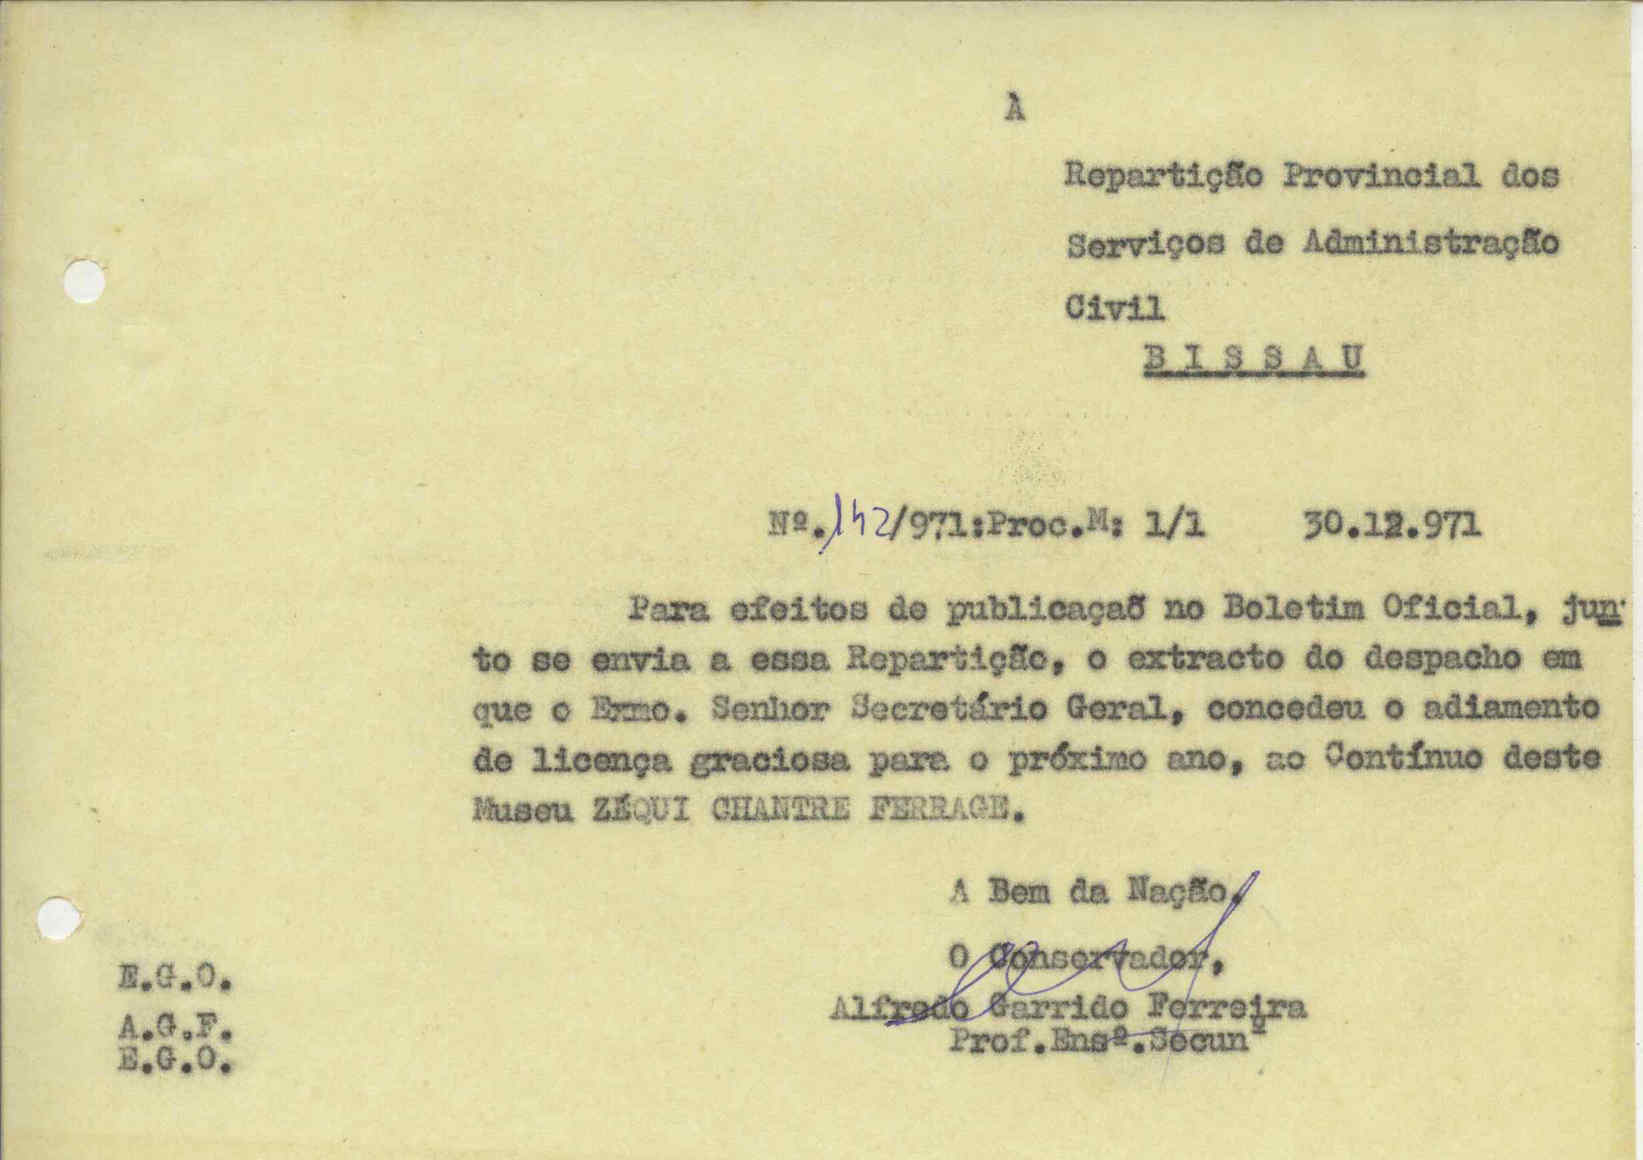 À
Repartição Provincial dos
Serviços de Administração
Civil
B I S S A U
Nº.142/971:Proc.M: 1/1 30.12.971
Para efeitos de publicaçaõ no Boletim Oficial, jun
to se envia a essa Repartição, o extracto do despacho em
que o Exmo. Senhor Secretário Geral, concedeu o adiamento
de licença graciosa para o próximo ano, ao Contínuo deste
Museu ZÉQUI CHANTRE FERRAGE.
A Bem da Nação.
O Conservador,
Alfredo Garrido Ferreira
Prof.Ensº.Secunº
E.G.O.
A.G.F.
E.G.O.